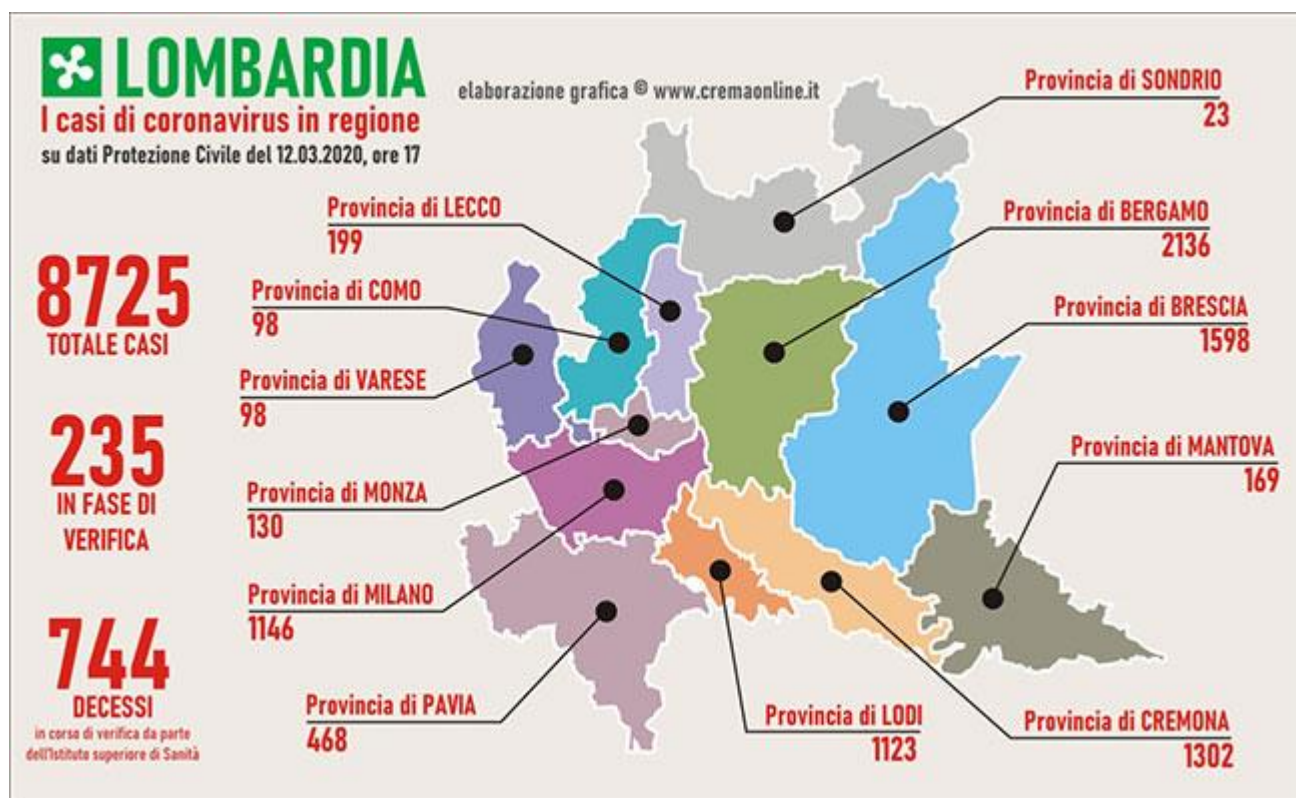 LOMBARDIA
I casi di coronavirus in regione
su dati Protezione Civile del 12.03.2020, ore 17
elaborazione grafica © www.cremaonline.it
8725
TOTALE CASI
235
IN FASE DI
VERIFICA
744
DECESSI
in corso di verifica da parte
dell'Istituto superiore di Sanità
Provincia di LECCO
199
Provincia di COMO
98
Provincia di VARESE
98
Provincia di MONZA
130
Provincia di MILANO
1146
Provincia di PAVIA
468
Provincia di SONDRIO
23
Provincia di BERGAMO
2136
Provincia di BRESCIA
1598
Provincia di MANTOVA
169
Provincia di LODI
1123
Provincia di CREMONA
1302